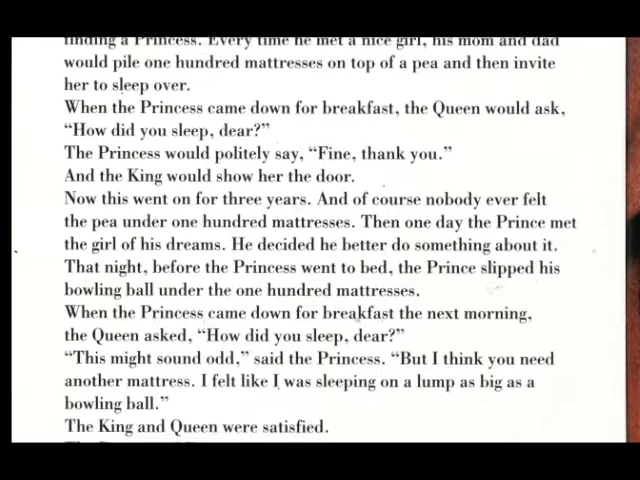 finding a Princess. Every time he met a nice girl, his mom and dad
would pile one hundred mattresses on top of a pea and then invite
her to sleep over.
When the Princess came down for breakfast, the Queen would ask,
“How did you sleep, dear?”
The Princess would politely say, “Fine, thank you.”
And the King would show her the door.
Now this went on for three years. And of course nobody ever felt
the pea under one hundred mattresses. Then one day the Prince met
the girl of his dreams. He decided he better do something about it.
That night, before the Princess went to bed, the Prince slipped his
bowling ball under the one hundred mattresses.
When the Princess came down for breakfast the next morning,
the Queen asked, “How did you sleep, dear?”
“This might sound odd,” said the Princess. “But I think you need
another mattress. I felt like I was sleeping on a lump as big as a
bowling ball.”
The King and Queen were satisfied.